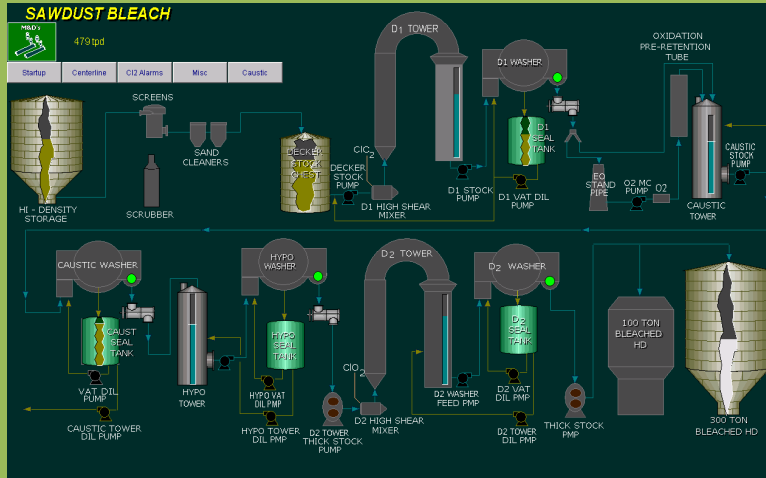 SAWDUST BLEACH
M&D's
479 tpd
Startup
Centerline
Cl2 Alarms
Misc
Caustic
SCREENS
SAND
CLEANERS
SCRUBBER
HI - DENSITY
STORAGE
DECKER
STOCK
CHEST
DECKER
STOCK
PUMP
ClO2
D1 HIGH SHEAR
MIXER
D1 TOWER
D1 STOCK
PUMP
D1 WASHER
D1
SEAL
TANK
D1 VAT DIL
PUMP
OXIDATION
PRE-RETENTION
TUBE
EO
STAND
PIPE
O2 MC
PUMP
O2
CAUSTIC
TOWER
CAUSTIC
STOCK
PUMP
CAUSTIC WASHER
CAUST
SEAL
TANK
VAT DIL
PUMP
CAUSTIC TOWER
DIL PUMP
HYPO
TOWER
HYPO
WASHER
HYPO
SEAL
TANK
HYPO VAT
DIL PMP
HYPO TOWER
DIL PMP
D2 TOWER
THICK STOCK
PUMP
ClO2
D2 HIGH SHEAR
MIXER
D2 TOWER
D2 WASHER
FEED PMP
D2 WASHER
D2
SEAL
TANK
D2 VAT
DIL PMP
D2 TOWER
DIL PMP
THICK STOCK
PMP
100 TON
BLEACHED
HD
300 TON
BLEACHED HD